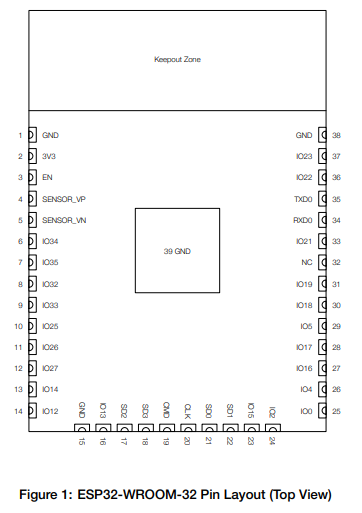 Keepout Zone
1 GND
2 3V3
3 EN
4 SENSOR_VP
5 SENSOR_VN
6 IO34
7 IO35
8 IO32
9 IO33
10 IO25
11 IO26
12 IO27
13 IO14
14 IO12
39 GND
GND 38
IO23 37
IO22 36
TXD0 35
RXD0 34
IO21 33
NC 32
IO19 31
IO18 30
IO5 29
IO17 28
IO16 27
IO4 26
IO0 25
GND 15
IO13 16
SD2 17
SD3 18
CMD 19
CLK 20
SD0 21
SD1 22
IO15 23
IO2 24
Figure 1: ESP32-WROOM-32 Pin Layout (Top View)